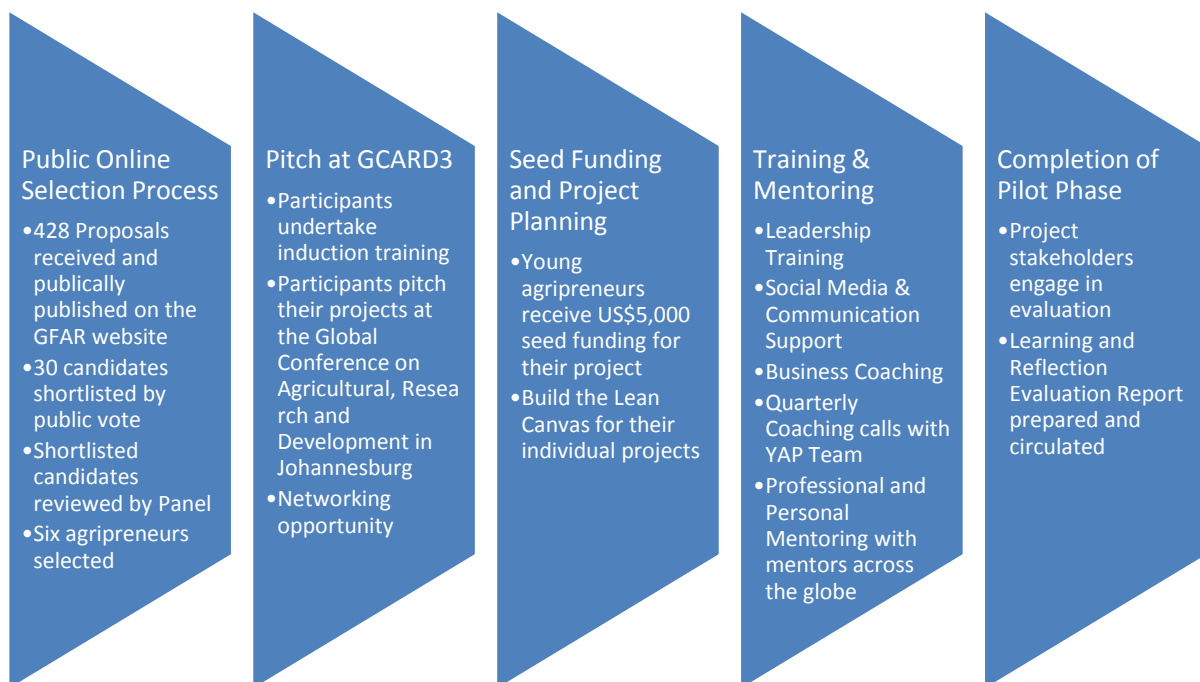 Public Online
Selection Process
•428 Proposals
received and
publically
published on the
GFAR website
•30 candidates
shortlisted by
public vote
•Shortlisted
candidates
reviewed by Panel
•Six agripreneurs
selected
Pitch at GCARD3
•Participants
undertake
induction training
•Participants pitch
their projects at
the Global
Conference on
Agricultural, Resea
rch and
Development in
Johannesburg
•Networking
opportunity
Seed Funding
and Project
Planning
•Young
agripreneurs
receive US$5,000
seed funding for
their project
•Build the Lean
Canvas for their
individual projects
Training &
Mentoring
•Leadership
Training
•Social Media &
Communication
Support
•Business Coaching
•Quarterly
Coaching calls with
YAP Team
•Professional and
Personal
Mentoring with
mentors across
the globe
Completion of
Pilot Phase
•Project
stakeholders
engage in
evaluation
•Learning and
Reflection
Evaluation Report
prepared and
circulated